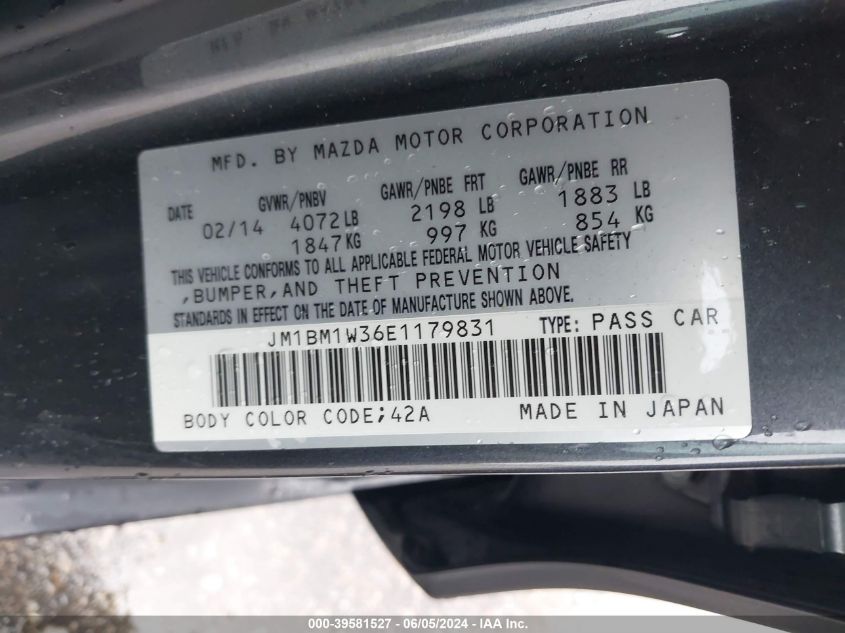 MFD. BY MAZDA MOTOR CORPORATION
DATE GVWR/PNBV GAWR/PNBE FRT GAWR/PNBE RR
02/14 4072LB 2198 LB 1883 LB
1847KG 997 KG 854 KG
THIS VEHICLE CONFORMS TO ALL APPLICABLE FEDERAL MOTOR VEHICLE SAFETY
,BUMPER,AND THEFT PREVENTION
STANDARDS IN EFFECT ON THE DATE OF MANUFACTURE SHOWN ABOVE.
JM1BM1W36E1179831 TYPE: PASS CAR
BODY COLOR CODE;42A MADE IN JAPAN
000-39581527 - 06/05/2024 - IAA Inc.